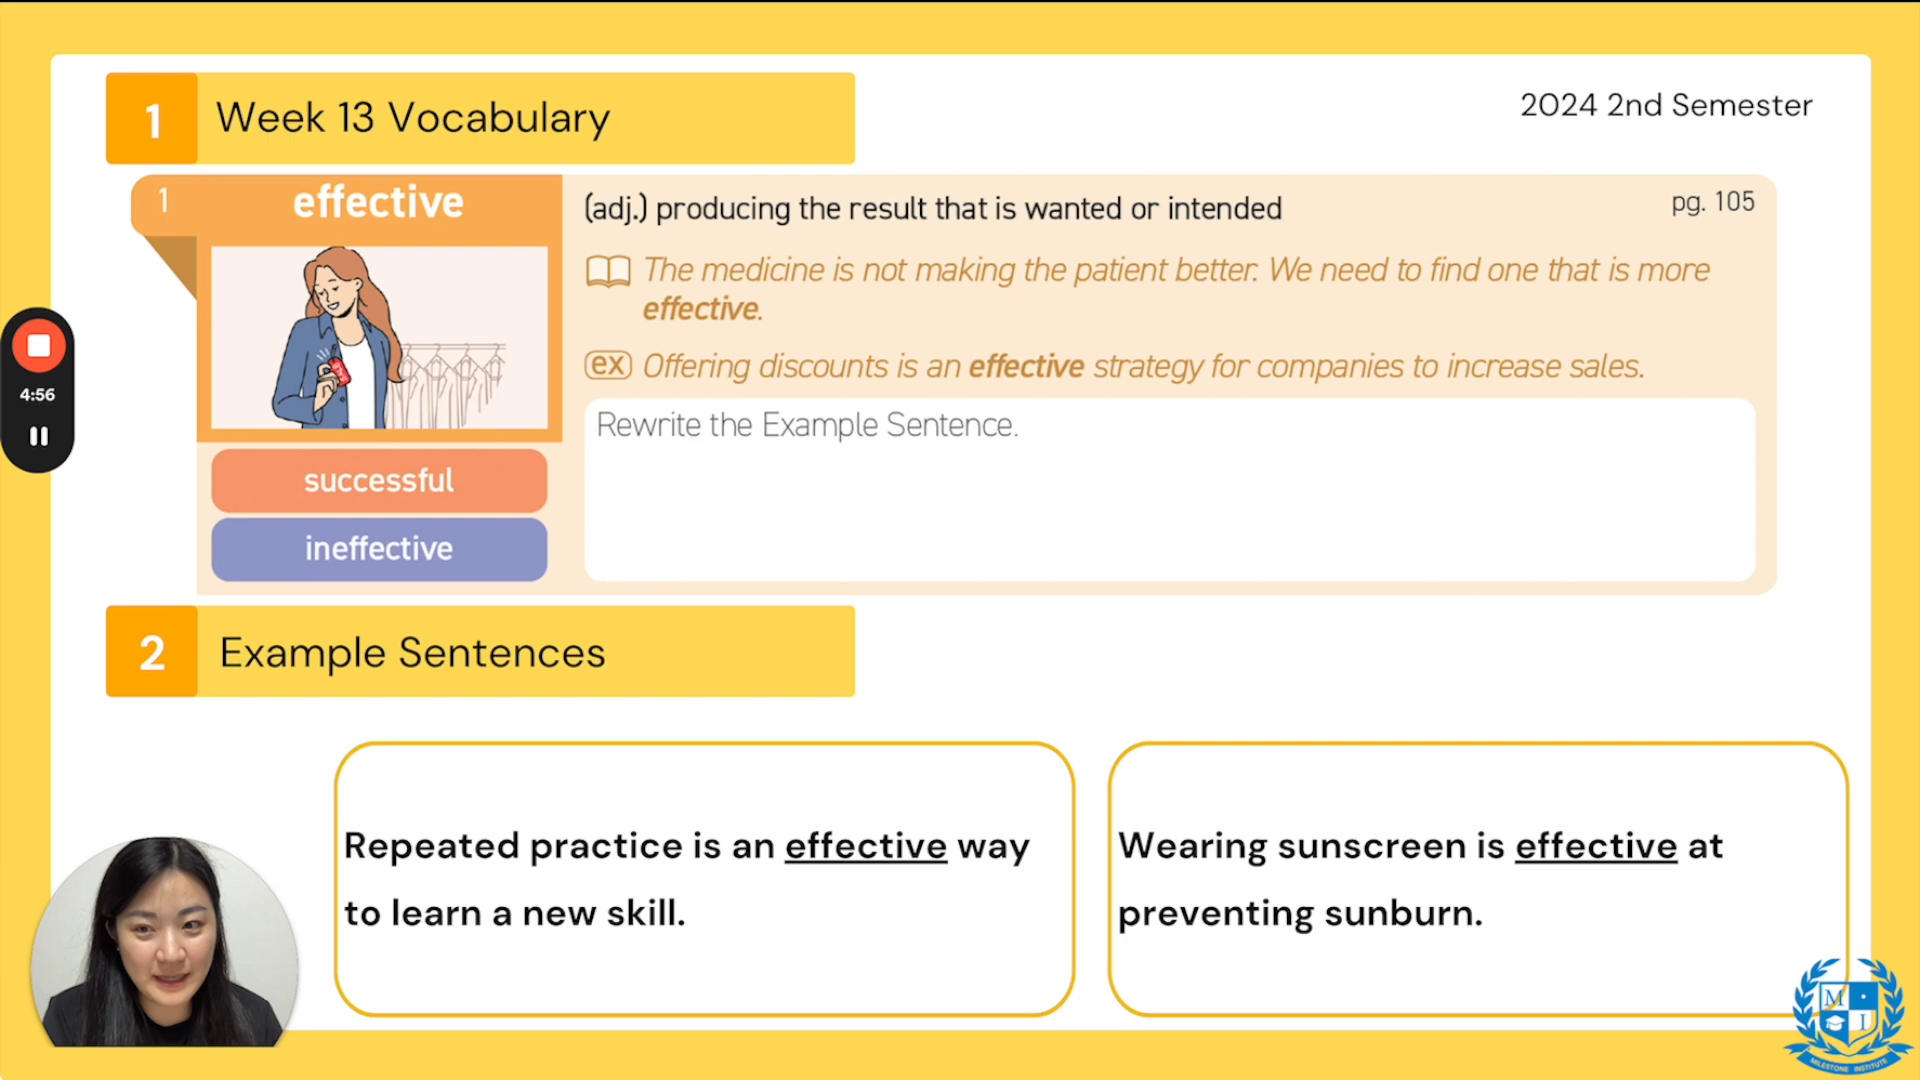 1 Week 13 Vocabulary
2024 2nd Semester
1 effective
(adj.) producing the result that is wanted or intended
pg. 105
The medicine is not making the patient better. We need to find one that is more
effective.
ex Offering discounts is an effective strategy for companies to increase sales.
Rewrite the Example Sentence.
4:56
successful
ineffective
2 Example Sentences
Repeated practice is an effective way
to learn a new skill.
Wearing sunscreen is effective at
preventing sunburn.
M
I
MILESTONE INSTITUTE